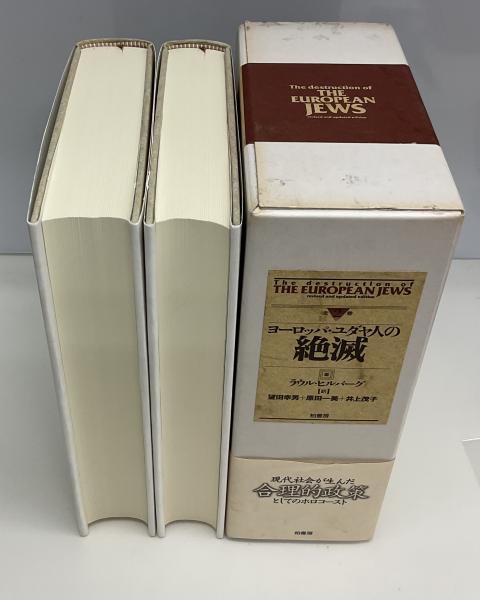 The destruction of
THE
EUROPEAN
JEWS
revised and updated edition
The destruction of
THE EUROPEAN JEWS
revised and updated edition
ヨーロッパ・ユダヤ人の
絶滅
ラウル・ヒルバーグ
[訳]
望田幸男+原田一美+井上茂子
柏書房
現代社会が生んだ
合理的政策
としてのホロコースト
柏書房